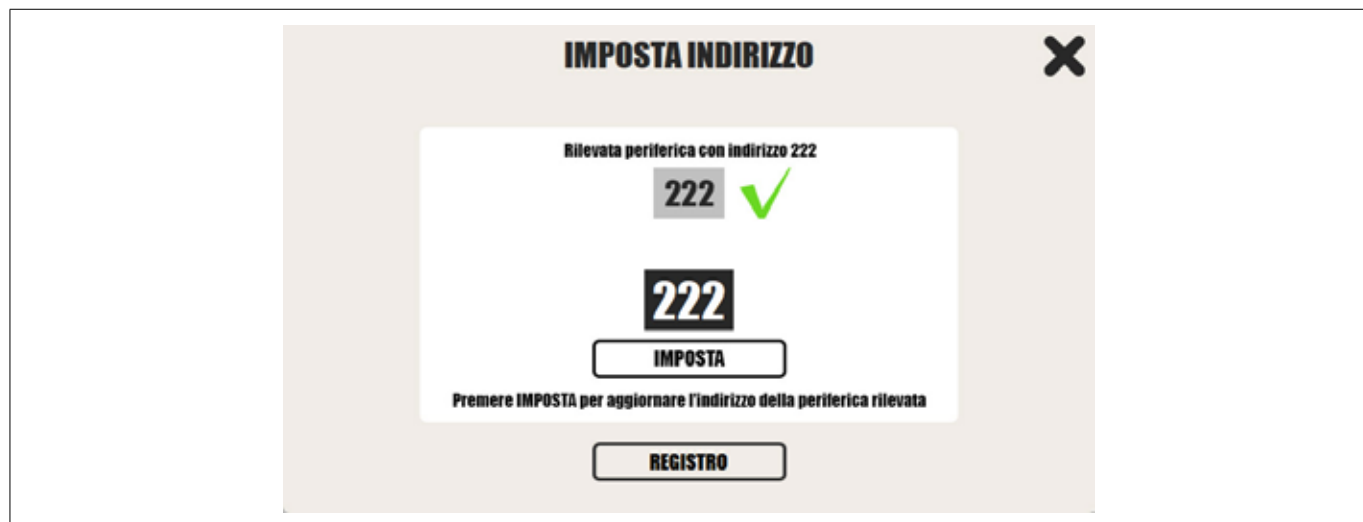 IMPOSTA INDIRIZZO
Rilevata periferica con indirizzo 222
222
222
IMPOSTA
Premere IMPOSTA per aggiornare l'indirizzo della periferica rilevata
REGISTRO